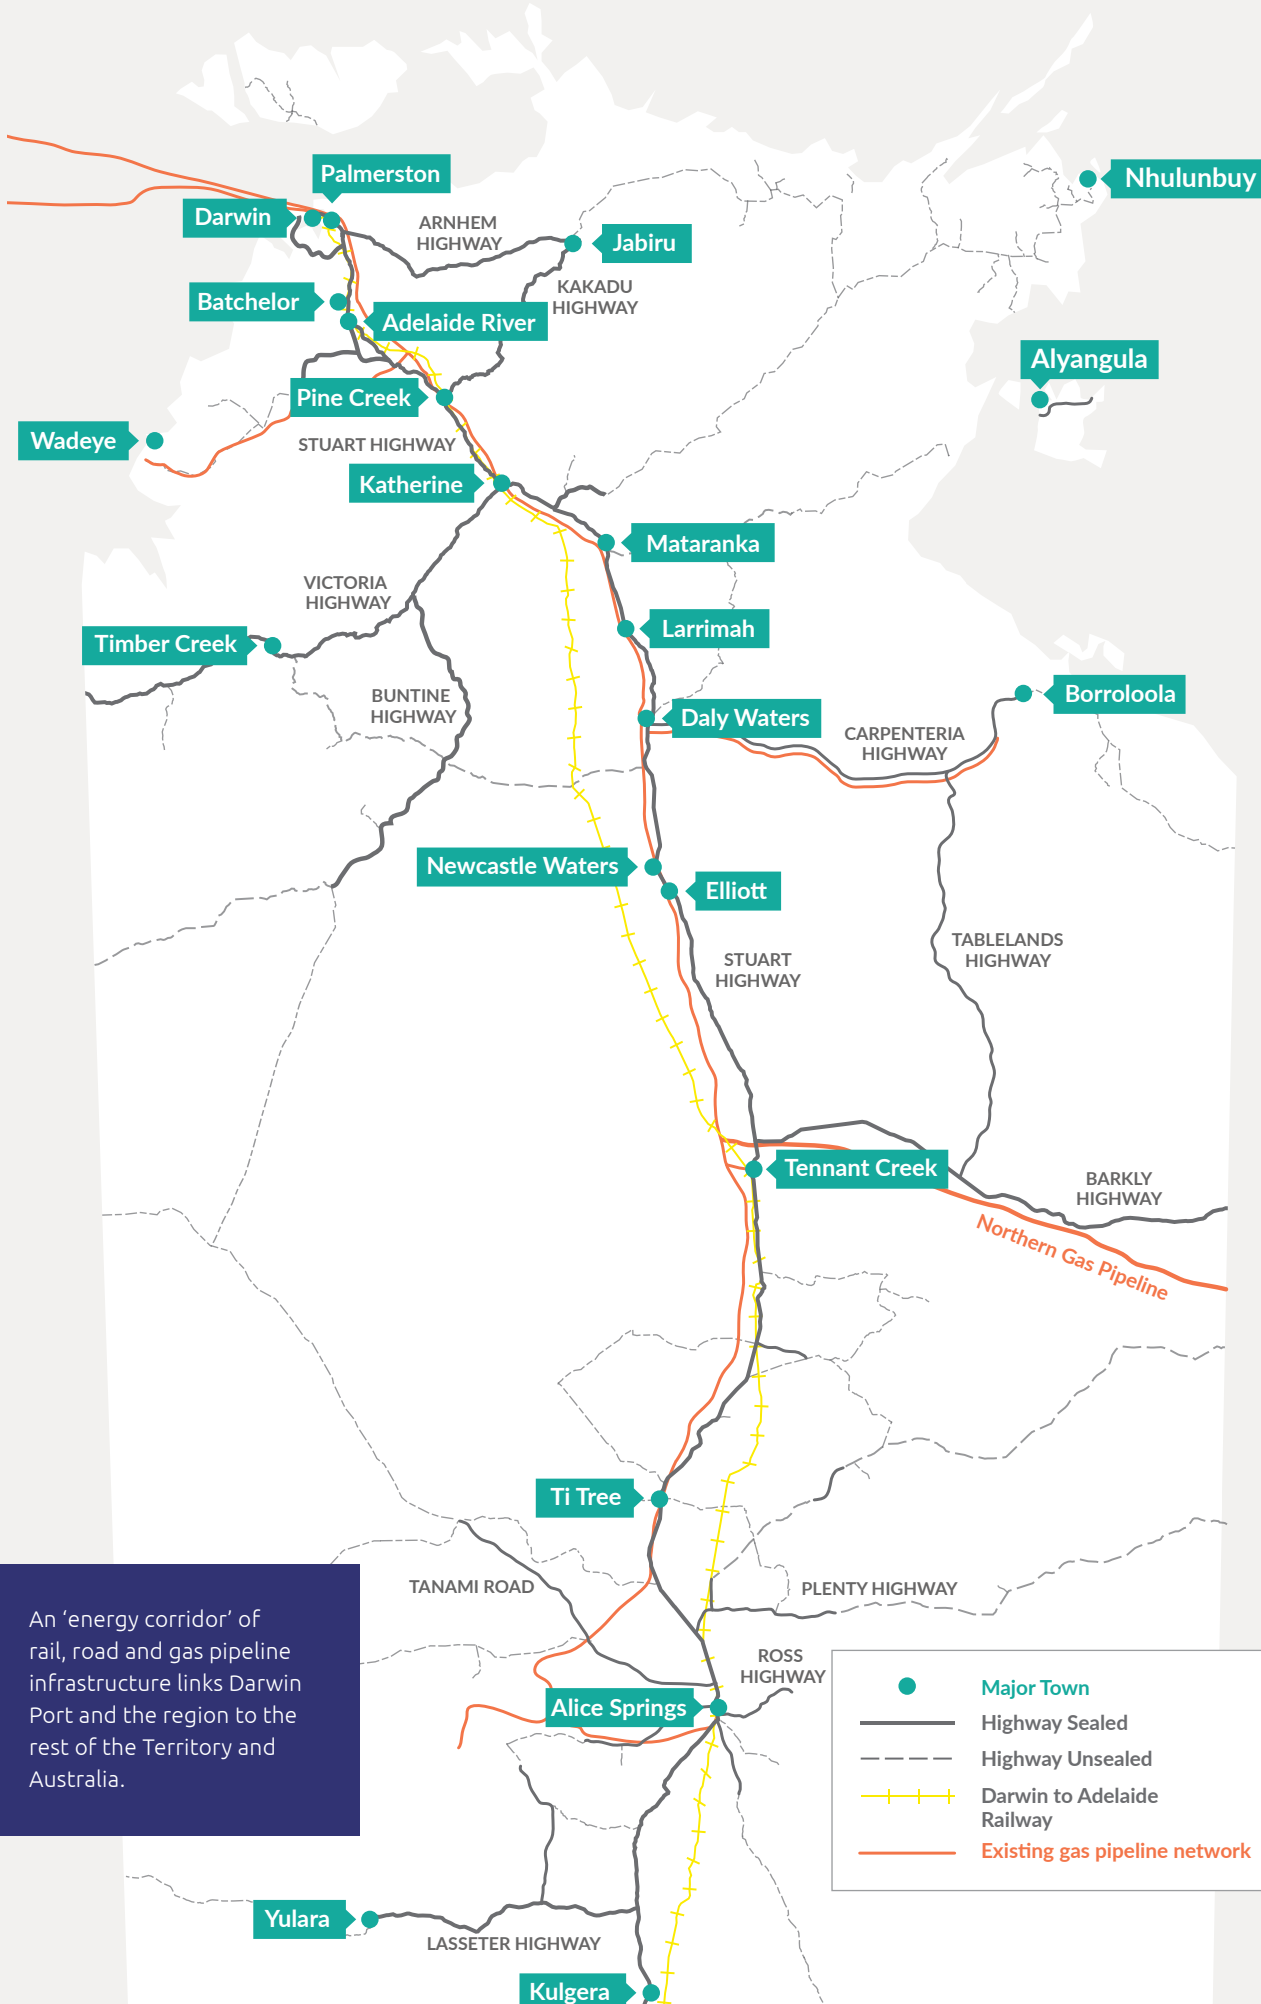 Palmerston
Nhulunbuy
Darwin
ARNHEM
HIGHWAY
Jabiru
KAKADU
HIGHWAY
Batchelor
Adelaide River
Alyangula
Pine Creek
Wadeye
STUART HIGHWAY
Katherine
Mataranka
VICTORIA
HIGHWAY
Larrimah
Timber Creek
BUNTINE
HIGHWAY
Borroloola
Daly Waters
CARPENTERIA
HIGHWAY
Newcastle Waters
Elliott
STUART
HIGHWAY
TABLELANDS
HIGHWAY
Tennant Creek
BARKLY
HIGHWAY
Northern Gas Pipeline
Ti Tree
TANAMI ROAD
PLENTY HIGHWAY
An ‘energy corridor’ of
rail, road and gas pipeline
infrastructure links Darwin
Port and the region to the
rest of the Territory and
Australia.
ROSS
HIGHWAY
Alice Springs
Major Town
Highway Sealed
Highway Unsealed
Darwin to Adelaide
Railway
Existing gas pipeline network
Yulara
LASSETER HIGHWAY
Kulgera